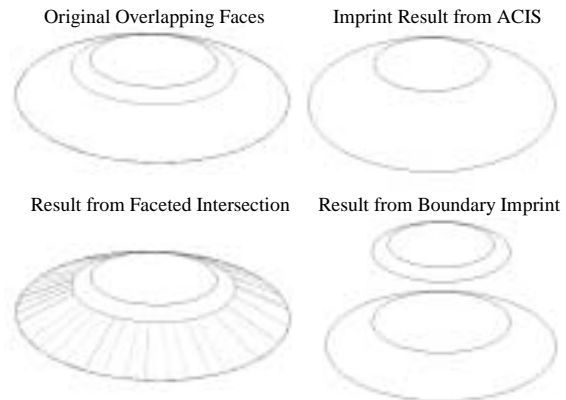 Original Overlapping Faces
Imprint Result from ACIS
Result from Faceted Intersection
Result from Boundary Imprint